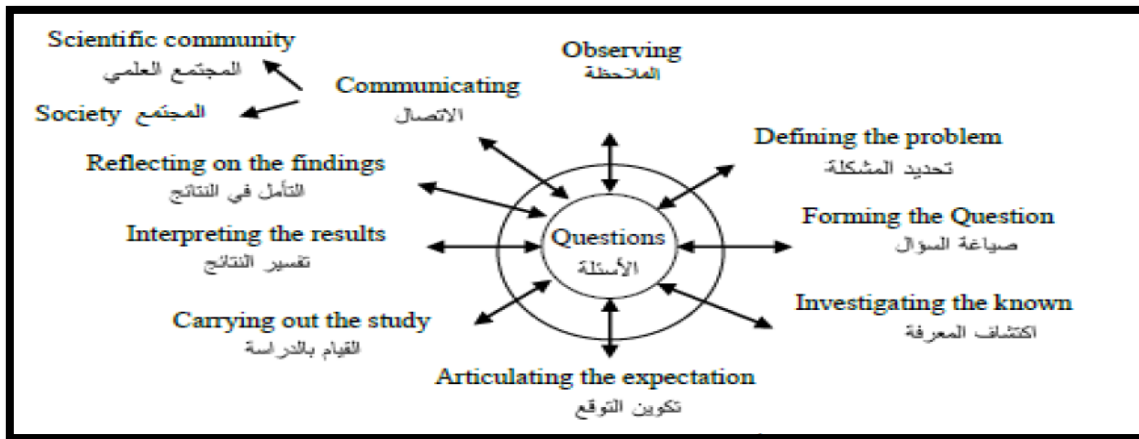 Scientific community
المجتمع العلمي
Society المجتمع
Communicating
الاتصال
Observing
الملاحظة
Reflecting on the findings
التأمل في النتائج
Defining the problem
تحديد المشكلة
Interpreting the results
تفسير النتائج
Questions
الأسئلة
Forming the Question
صياغة السؤال
Carrying out the study
القيام بالدراسة
Investigating the known
اكتشاف المعرفة
Articulating the expectation
تكوين التوقع